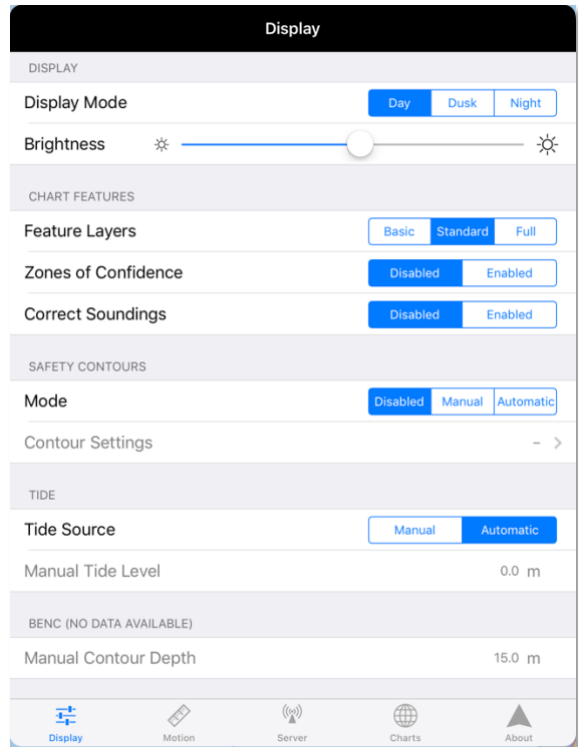 Display
DISPLAY
Display Mode Day Dusk Night
Brightness
CHART FEATURES
Feature Layers Basic Standard Full
Zones of Confidence Disabled Enabled
Correct Soundings Disabled Enabled
SAFETY CONTOURS
Mode Disabled Manual Automatic
Contour Settings - >
TIDE
Tide Source Manual Automatic
Manual Tide Level 0.0 m
BENC (NO DATA AVAILABLE)
Manual Contour Depth 15.0 m
Display Motion Server Charts About